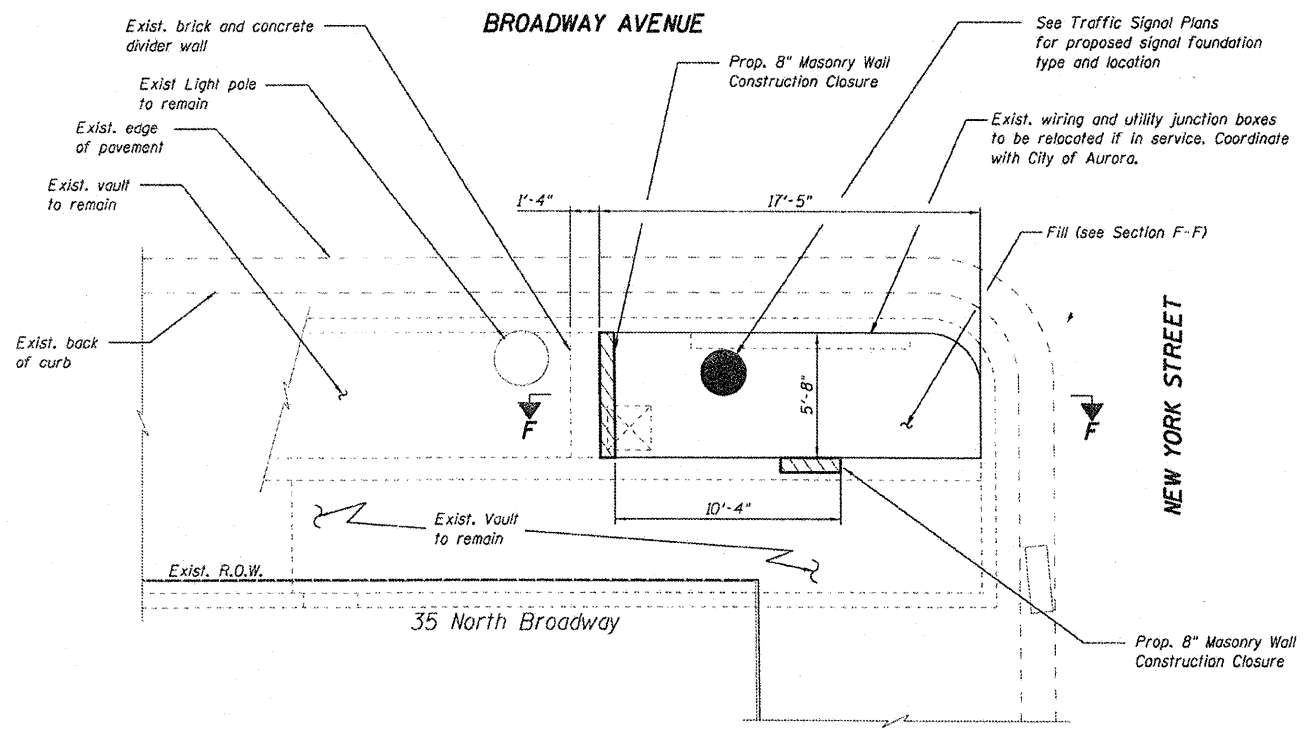 BROADWAY AVENUE
Exist. brick and concrete
divider wall
See Traffic Signal Plans
for proposed signal foundation
type and location
Prop. 8" Masonry Wall
Construction Closure
Exist Light pole
to remain
Exist. edge
of pavement
Exist. wiring and utility junction boxes
to be relocated if in service. Coordinate
with City of Aurora.
Exist. vault
to remain
1'-4"
17'-5"
Fill (see Section F-F)
NEW YORK STREET
Exist. back
of curb
5'-8"
F
F
10'-4"
Exist. Vault
to remain
Exist. R.O.W.
35 North Broadway
Prop. 8" Masonry Wall
Construction Closure